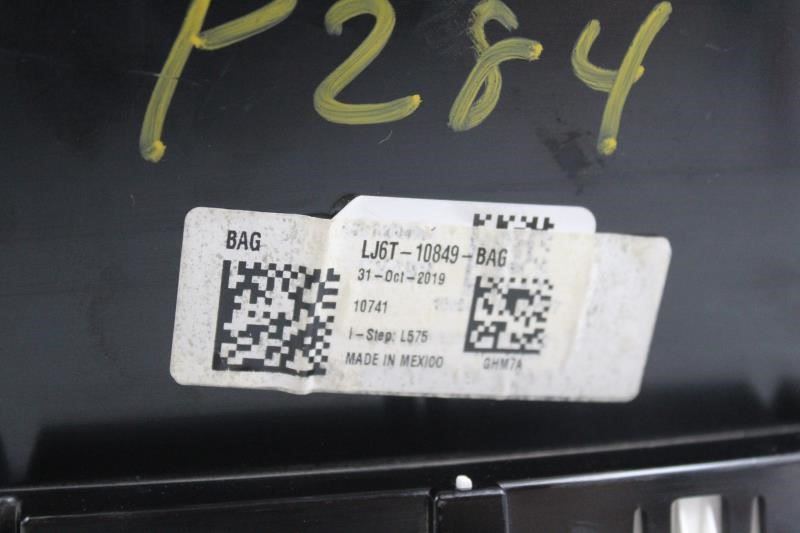 P284
BAG
LJ6T-10849-BAG
31-Oct-2019
10741
I-Step: L575
MADE IN MEXICO
GHM7A